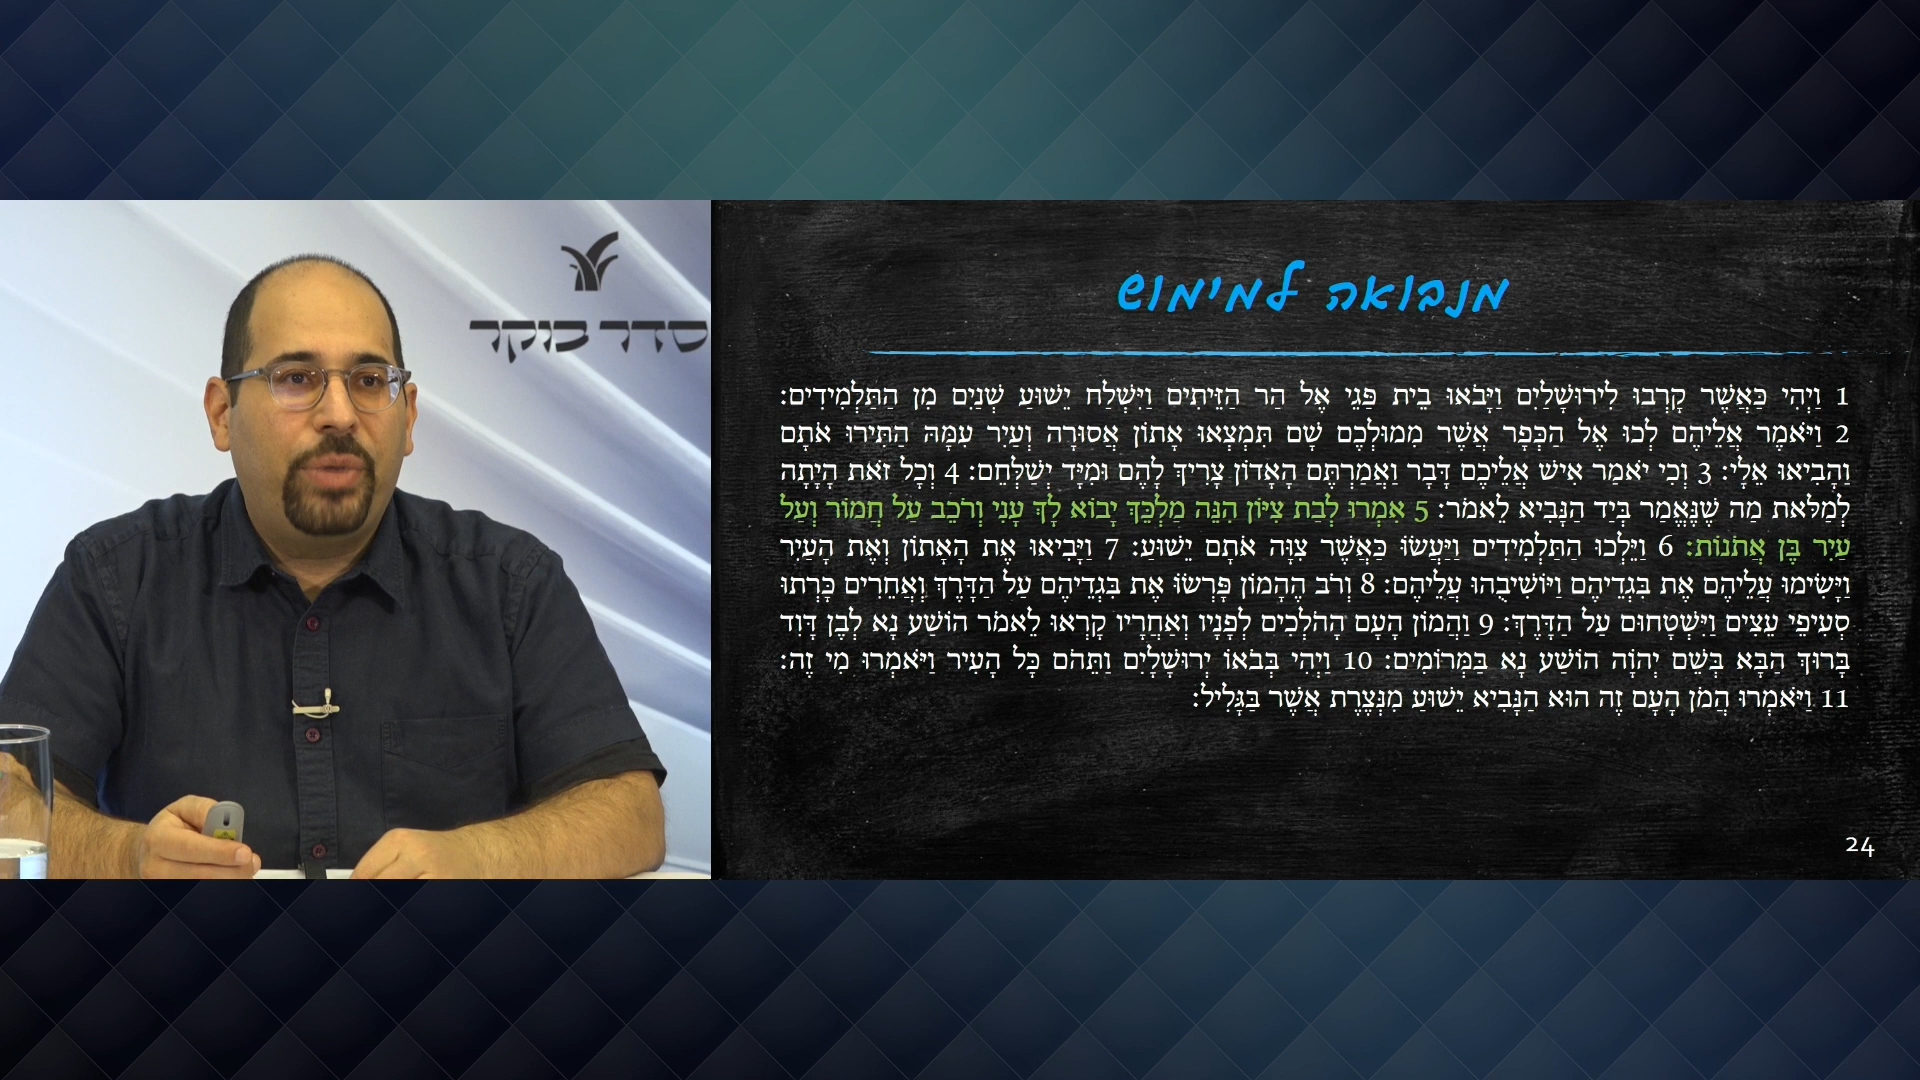 סדר בוקר
מנבואה למימוש
1 וַיְהִי כַּאֲשֶׁר קָרְבוּ לִירוּשָׁלַיִם וַיָּבֹאוּ בֵּית פַּגֵּי אֶל הַר הַזֵּיתִים וַיִּשְׁלַח יֵשׁוּעַ שְׁנַיִם מִן הַתַּלְמִידִים:
2 וַיֹּאמֶר אֲלֵיהֶם לְכוּ אֶל הַכְּפָר אֲשֶׁר מִמּוּלְכֶם שָׁם תִּמְצְאוּ אָתוֹן אֲסוּרָה וְעַיִר עִמָּהּ הַתִּירוּ אֹתָם
וְהָבִיאוּ אֵלָי: 3 וְכִי יֹאמַר אִישׁ אֲלֵיכֶם דָּבָר וַאֲמַרְתֶּם הָאָדוֹן צָרִיךְ לָהֶם וּמִיָּד יְשַׁלְּחֵם: 4 וְכָל זֹאת הָיְתָה
לְמַלֹּאת מַה שֶּׁנֶּאֱמַר בְּיַד הַנָּבִיא לֵאמֹר: 5 אִמְרוּ לְבַת צִיּוֹן הִנֵּה מַלְכֵּךְ יָבוֹא לָךְ עָנִי וְרֹכֵב עַל חֲמוֹר וְעַל
עַיִר בֶּן אֲתֹנוֹת: 6 וַיֵּלְכוּ הַתַּלְמִידִים וַיַּעֲשׂוּ כַּאֲשֶׁר צִוָּה אֹתָם יֵשׁוּעַ: 7 וַיָּבִיאוּ אֶת הָאָתוֹן וְאֶת הָעַיִר
וַיָּשִׂימוּ עֲלֵיהֶם אֶת בִּגְדֵיהֶם וַיּוֹשִׁיבֻהוּ עֲלֵיהֶם: 8 וְרֹב הֶהָמוֹן פָּרְשׂוּ אֶת בִּגְדֵיהֶם עַל הַדָּרֶךְ וְאֲחֵרִים כָּרְתוּ
סְעִיפֵי עֵצִים וַיִּשְׁטָחוּם עַל הַדָּרֶךְ: 9 וַהֲמוֹן הָעָם הָהֹלְכִים לְפָנָיו וְאַחֲרָיו קָרְאוּ לֵאמֹר הוֹשַׁע נָא לְבֶן דָּוִד
בָּרוּךְ הַבָּא בְּשֵׁם יְהוָֹה הוֹשַׁע נָא בַּמְּרוֹמִים: 10 וַיְהִי בְּבֹאוֹ יְרוּשָׁלָיִם וַתֵּהֹם כָּל הָעִיר וַיֹּאמְרוּ מִי זֶה:
11 וַיֹּאמְרוּ הֲמֹן הָעָם זֶה הוּא הַנָּבִיא יֵשׁוּעַ מִנְּצֶרֶת אֲשֶׁר בַּגָּלִיל:
24